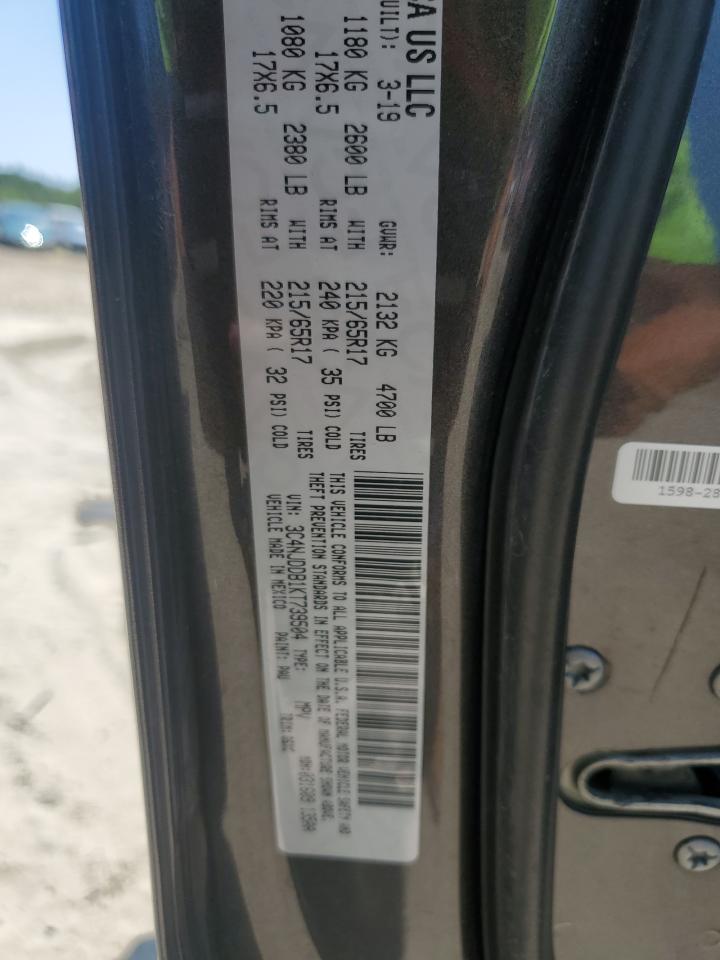 SA US LLC
UILT): 3-19 GVWR: 2132 KG 4700 LB
1180 KG 2600 LB WITH 215/65R17 TIRES
17X6.5 RIMS AT 240 KPA ( 35 PSI) COLD
1080 KG 2380 LB WITH 215/65R17 TIRES
17X6.5 RIMS AT 220 KPA ( 32 PSI) COLD
THIS VEHICLE CONFORMS TO ALL APPLICABLE U.S.A. FEDERAL MOTOR VEHICLE SAFETY AND
THEFT PREVENTION STANDARDS IN EFFECT ON THE DATE OF MANUFACTURE SHOWN ABOVE.
VIN: 3C4NJDDB1KT739504 TYPE: MPV
VEHICLE MADE IN MEXICO PAINT: PAU TRIM:
1598-28